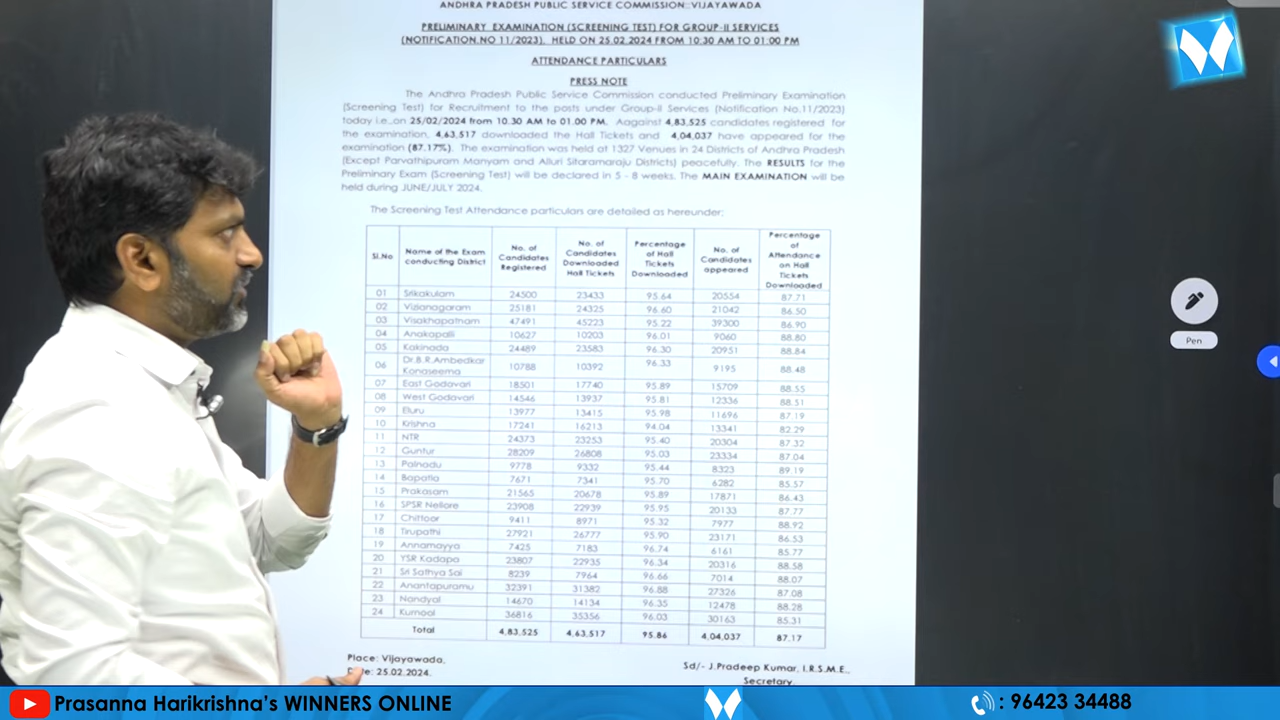 ANDHRA PRADESH PUBLIC SERVICE COMMISSION::VIJAYAWADA
PRELIMINARY EXAMINATION (SCREENING TEST) FOR GROUP-II SERVICES
(NOTIFICATION.NO 11/2023). HELD ON 25.02.2024 FROM 10:30 AM TO 01:00 PM
ATTENDANCE PARTICULARS
PRESS NOTE
The Andhra Pradesh Public Service Commission conducted Preliminary Examination
(Screening Test) for Recruitment to the posts under Group-II Services (Notification No.11/2023)
today i.e.,on 25/02/2024 from 10.30 AM to 01.00 PM. Aagainst 4,83,525 candidates registered for
the examination, 4,63,517 downloaded the Hall Tickets and 4,04,037 have appeared for the
examination (87.17%). The examination was held at 1327 Venues in 24 Districts of Andhra Pradesh
(Except Parvathipuram Manyam and Alluri Sitaramaraju Districts) peacefully. The RESULTS for the
Preliminary Exam (Screening Test) will be declared in 5 - 8 weeks. The MAIN EXAMINATION will be
held during JUNE/JULY 2024.
The Screening Test Attendance particulars are detailed as hereunder:
Sl.No Name of the Exam conducting District No. of Candidates Registered No. of Candidates Downloaded Hall Tickets Percentage of Hall Tickets Downloaded No. of Candidates appeared Percentage of Attendance on Hall Tickets Downloaded
01 Srikakulam 24500 23433 95.64 20554 87.71
02 Vizianagaram 25181 24325 96.60 21042 86.50
03 Visakhapatnam 47491 45223 95.22 39300 86.90
04 Anakapalli 10627 10203 96.01 9060 88.80
05 Kakinada 24489 23583 96.30 20951 88.84
06 Dr.B.R.Ambedkar Konaseema 10788 10392 96.33 9195 88.48
07 East Godavari 18501 17740 95.89 15709 88.55
08 West Godavari 14546 13937 95.81 12336 88.51
09 Eluru 13977 13415 95.98 11696 87.19
10 Krishna 17241 16213 94.04 13341 82.29
11 NTR 24373 23253 95.40 20304 87.32
12 Guntur 28209 26808 95.03 23334 87.04
13 Palnadu 9778 9332 95.44 8323 89.19
14 Bapatla 7671 7341 95.70 6282 85.57
15 Prakasam 21565 20678 95.89 17871 86.43
16 SPSR Nellore 23908 22939 95.95 20133 87.77
17 Chittoor 9411 8971 95.32 7977 88.92
18 Tirupathi 27921 26777 95.90 23171 86.53
19 Annamayya 7425 7183 96.74 6161 85.77
20 YSR Kadapa 23807 22935 96.34 20316 88.58
21 Sri Sathya Sai 8239 7964 96.66 7014 88.07
22 Anantapuramu 32391 31382 96.88 27326 87.08
23 Nandyal 14670 14134 96.35 12478 88.28
24 Kurnool 36816 35356 96.03 30163 85.31
Total 4,83,525 4,63,517 95.86 4,04,037 87.17
Place: Vijayawada,
25.02.2024.
Sd/- J.Pradeep Kumar, I.R.S.M.E.,
Secretary.
Pen
Prasanna Harikrishna's WINNERS ONLINE
: 96423 34488